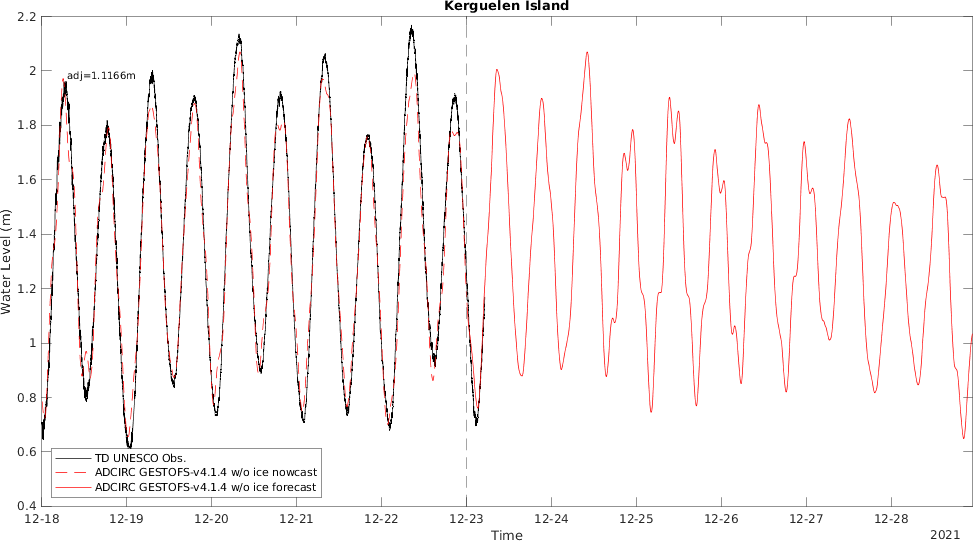 Kerguelen Island
2.2
2
1.8
1.6
1.4
1.2
1
0.8
0.6
0.4
Water Level (m)
adj=1.1166m
TD UNESCO Obs.
ADCIRC GESTOFS-v4.1.4 w/o ice nowcast
ADCIRC GESTOFS-v4.1.4 w/o ice forecast
12-18 12-19 12-20 12-21 12-22 12-23 12-24 12-25 12-26 12-27 12-28
Time
2021